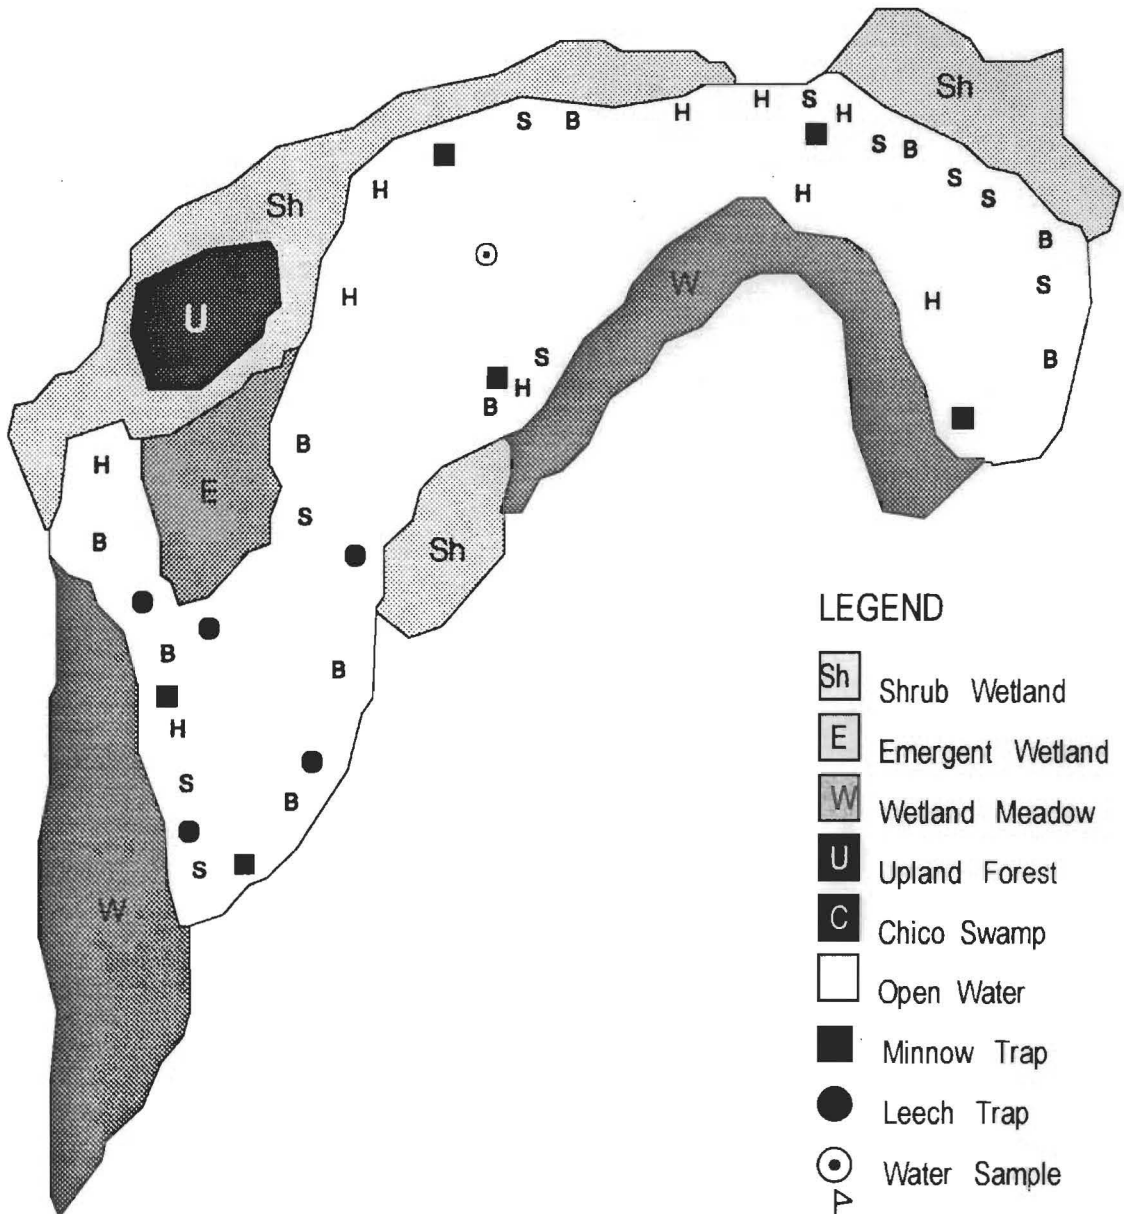 Sh
H S H
S B H
B
S
S
H
H
Sh
B
W
U
H
S
H
B
S
H
B
B
H
E
S
B
Sh
B
B
H
S
B
S
W
LEGEND
Sh Shrub Wetland
E Emergent Wetland
W Wetland Meadow
U Upland Forest
C Chico Swamp
Open Water
Minnow Trap
Leech Trap
Water Sample